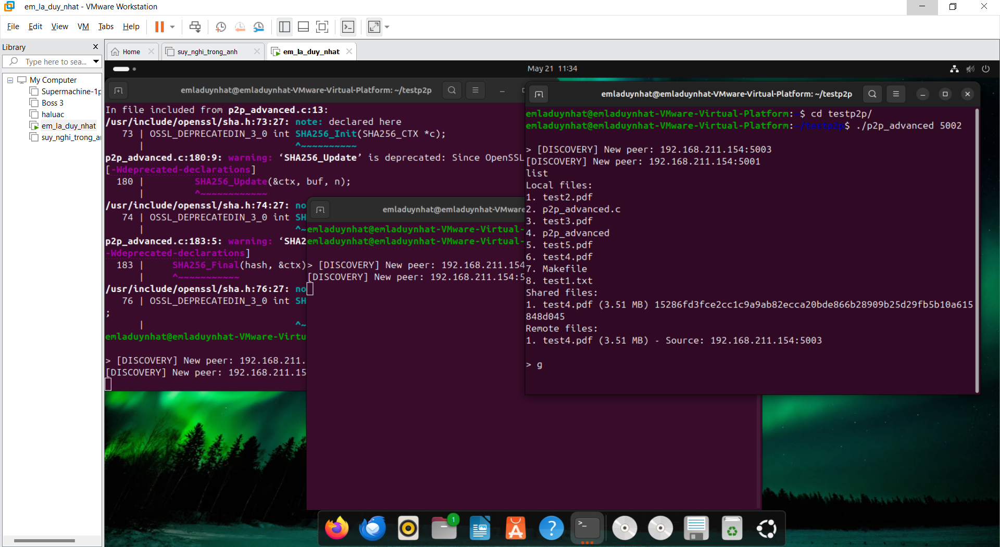 em_la_duy_nhat - VMware Workstation
File Edit View VM Tabs Help
Library
Type here to sea...
My Computer
Supermachine-1p
Boss 3
haluac
em_la_duy_nhat
suy_nghi_trong_an
Home
suy_nghi_trong_anh
em_la_duy_nhat
May 21 11:34
emladuynhat@emladuynhat-VMware-Virtual-Platform: ~/testp2p
In file included from p2p_advanced.c:13:
/usr/include/openssl/sha.h:73:27: note: declared here
73 | OSSL_DEPRECATEDIN_3_0 int SHA256_Init(SHA256_CTX *c);
| ^~~~~~~~~~~
p2p_advanced.c:180:9: warning: ‘SHA256_Update’ is deprecated: Since OpenSSL
[-Wdeprecated-declarations]
180 | SHA256_Update(&ctx, buf, n);
| ^~~~~~~~~~~~~
/usr/include/openssl/sha.h:74:27: no
74 | OSSL_DEPRECATEDIN_3_0 int SH
| ^~
p2p_advanced.c:183:5: warning: ‘SHA2
-Wdeprecated-declarations]
183 | SHA256_Final(hash, &ctx)
| ^~~~~~~~~~~~
/usr/include/openssl/sha.h:76:27: no
76 | OSSL_DEPRECATEDIN_3_0 int SH
;
| ^~
emladuynhat@emladuynhat-VMware-Virtu
> [DISCOVERY] New peer: 192.168.211.
[DISCOVERY] New peer: 192.168.211.15
emladuynhat@emladuynhat-VMware
emladuynhat@emladuynhat-VMware-Virtual-
emladuynhat@emladuynhat-VMware-Virtual-
> [DISCOVERY] New peer: 192.168.211.154
[DISCOVERY] New peer: 192.168.211.154:5
emladuynhat@emladuynhat-VMware-Virtual-Platform: ~/testp2p
emladuynhat@emladuynhat-VMware-Virtual-Platform:~$ cd testp2p/
emladuynhat@emladuynhat-VMware-Virtual-Platform:~/testp2p$ ./p2p_advanced 5002
> [DISCOVERY] New peer: 192.168.211.154:5003
[DISCOVERY] New peer: 192.168.211.154:5001
list
Local files:
1. test2.pdf
2. p2p_advanced.c
3. test3.pdf
4. p2p_advanced
5. test5.pdf
6. test4.pdf
7. Makefile
8. test1.txt
Shared files:
1. test4.pdf (3.51 MB) 15286fd3fce2cc1c9a9ab82ecca20bde866b28909b25d29fb5b10a615
848d045
Remote files:
1. test4.pdf (3.51 MB) - Source: 192.168.211.154:5003
> g
1
>_